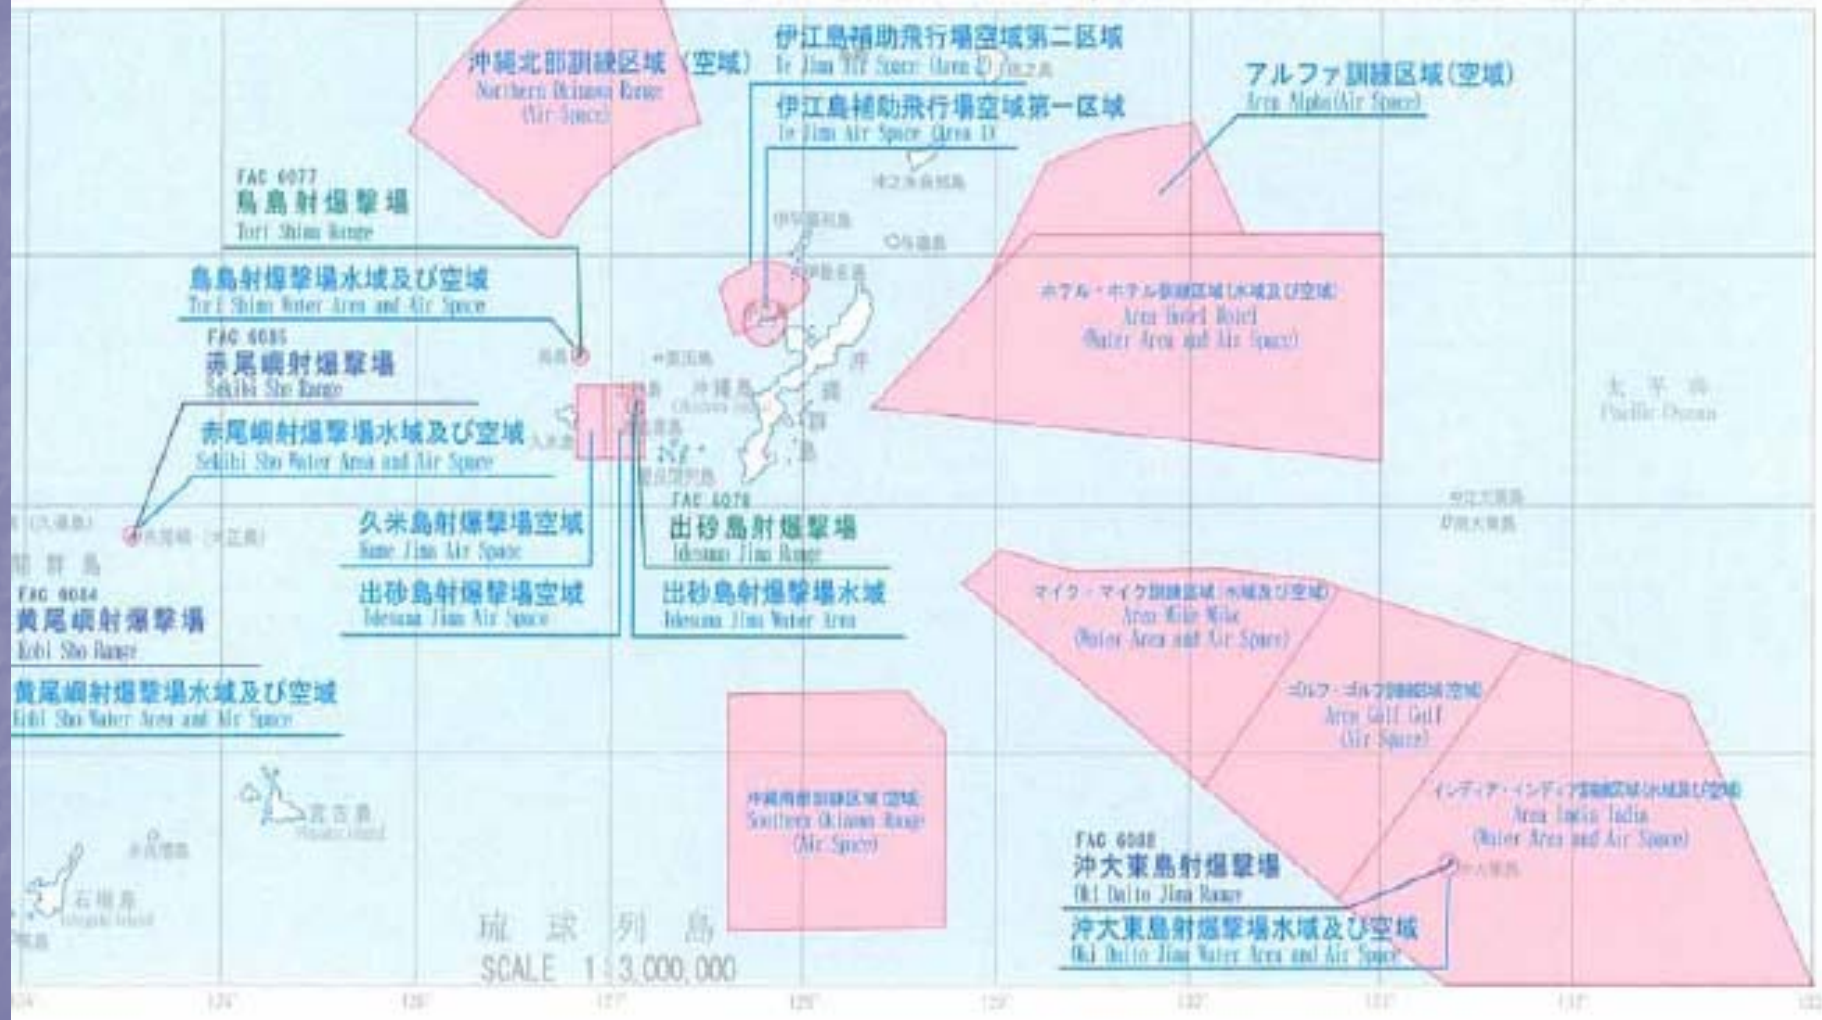 沖縄北部訓練区域（空域）
Northern Okinawa Range
(Air Space)
伊江島補助飛行場空域第二区域
Ie Jima Air Space (Area 2)
伊江島補助飛行場空域第一区域
Ie Jima Air Space (Area 1)
アルファ訓練区域(空域)
Area Alpha(Air Space)
FAC 6077
鳥島射爆撃場
Tori Shima Range
鳥島射爆撃場水域及び空域
Tori Shima Water Area and Air Space
FAC 6085
赤尾嶼射爆撃場
Sekibi Sho Range
赤尾嶼射爆撃場水域及び空域
Sekibi Sho Water Area and Air Space
ホテル・ホテル訓練区域(水域及び空域)
Area Hotel Hotel
(Water Area and Air Space)
太平洋
Pacific Ocean
沖縄島
久米島
久米島射爆撃場空域
Kume Jima Air Space
FAC 6078
出砂島射爆撃場
Idesuna Jima Range
出砂島射爆撃場空域
Idesuna Jima Air Space
出砂島射爆撃場水域
Idesuna Jima Water Area
FAC 6084
黄尾嶼射爆撃場
Kobi Sho Range
黄尾嶼射爆撃場水域及び空域
Kobi Sho Water Area and Air Space
マイク・マイク訓練区域(水域及び空域)
Area Mike Mike
(Water Area and Air Space)
ゴルフ・ゴルフ訓練区域(空域)
Area Golf Golf
(Air Space)
インディア・インディア訓練区域(水域及び空域)
Area India India
(Water Area and Air Space)
沖縄南部訓練区域(空域)
Southern Okinawa Range
(Air Space)
宮古島
石垣島
FAC 6088
沖大東島射爆撃場
Oki Daito Jima Range
沖大東島射爆撃場水域及び空域
Oki Daito Jima Water Area and Air Space
琉球列島
SCALE 1:3,000,000